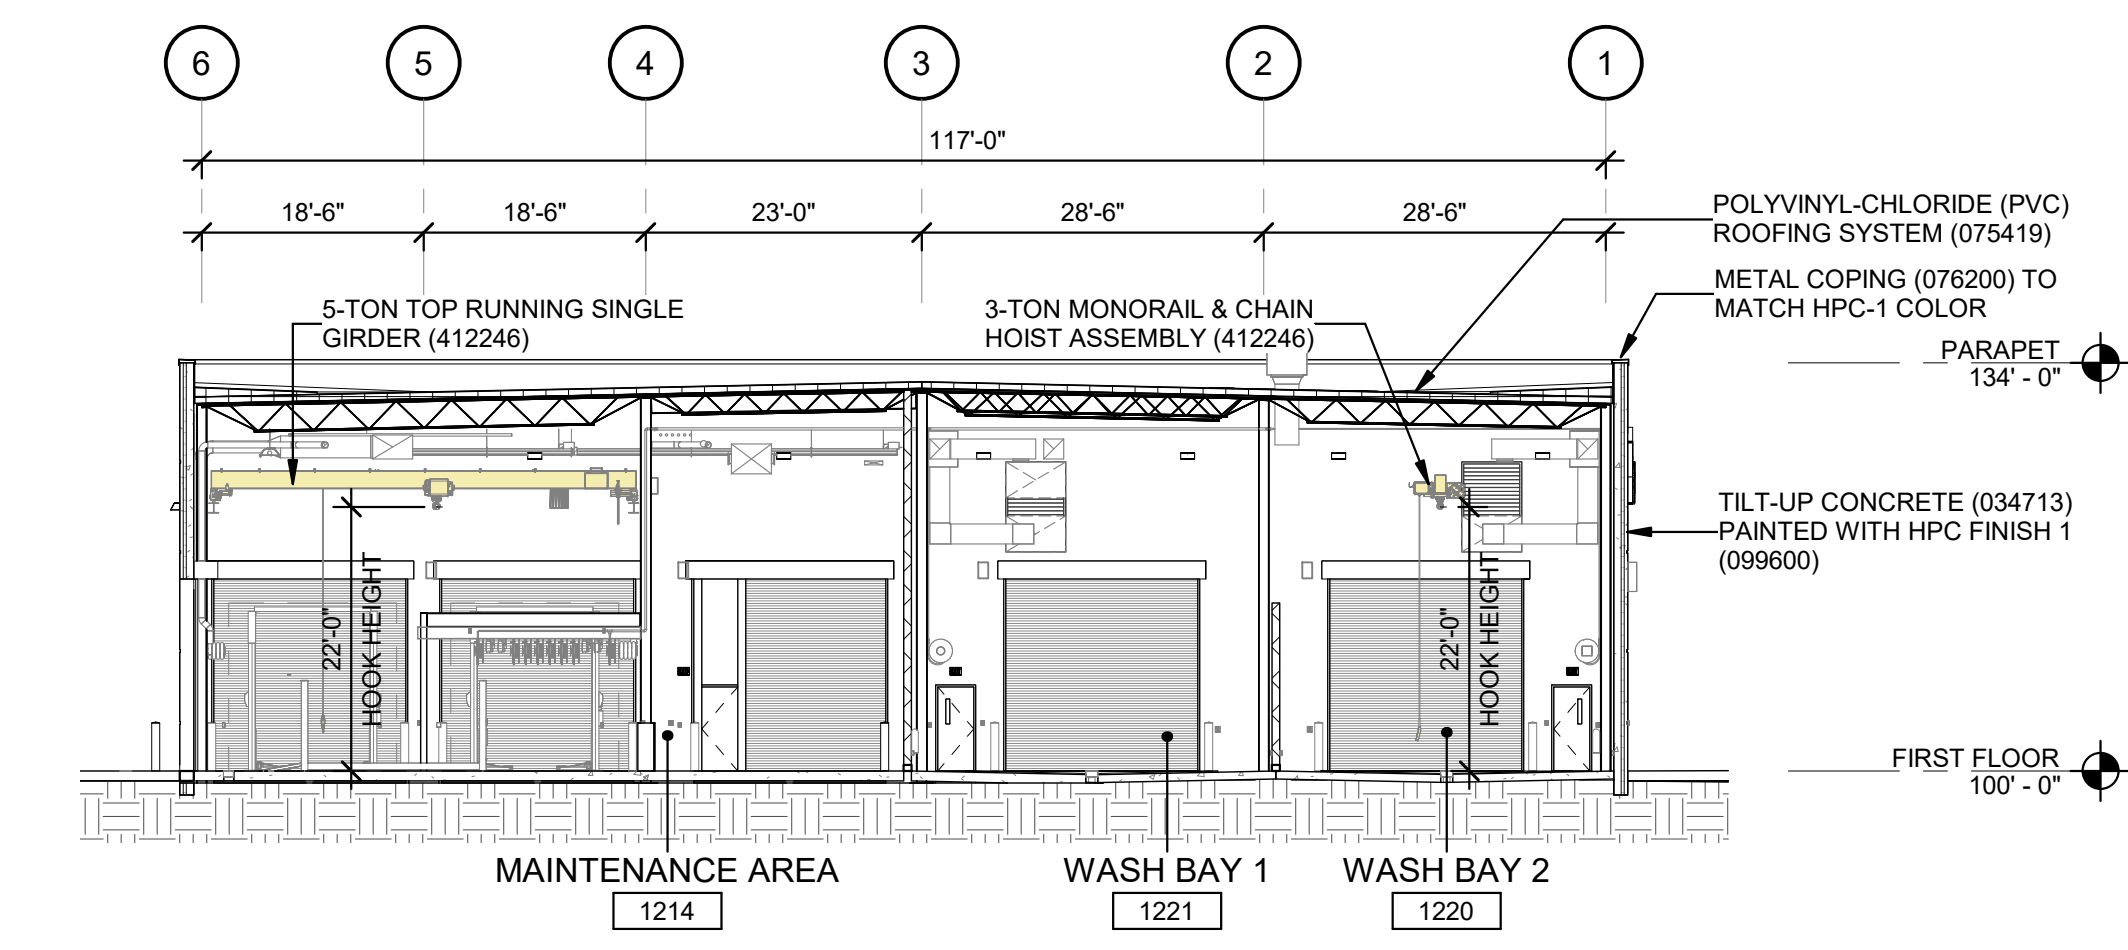 6
5
4
3
2
1
117'-0"
18'-6"
18'-6"
23'-0"
28'-6"
28'-6"
POLYVINYL-CHLORIDE (PVC)
ROOFING SYSTEM (075419)
METAL COPING (076200) TO
MATCH HPC-1 COLOR
5-TON TOP RUNNING SINGLE
GIRDER (412246)
3-TON MONORAIL & CHAIN
HOIST ASSEMBLY (412246)
PARAPET
134' - 0"
TILT-UP CONCRETE (034713)
PAINTED WITH HPC FINISH 1
(099600)
22'-0"
HOOK HEIGHT
22'-0"
HOOK HEIGHT
FIRST FLOOR
100' - 0"
MAINTENANCE AREA
1214
WASH BAY 1
1221
WASH BAY 2
1220